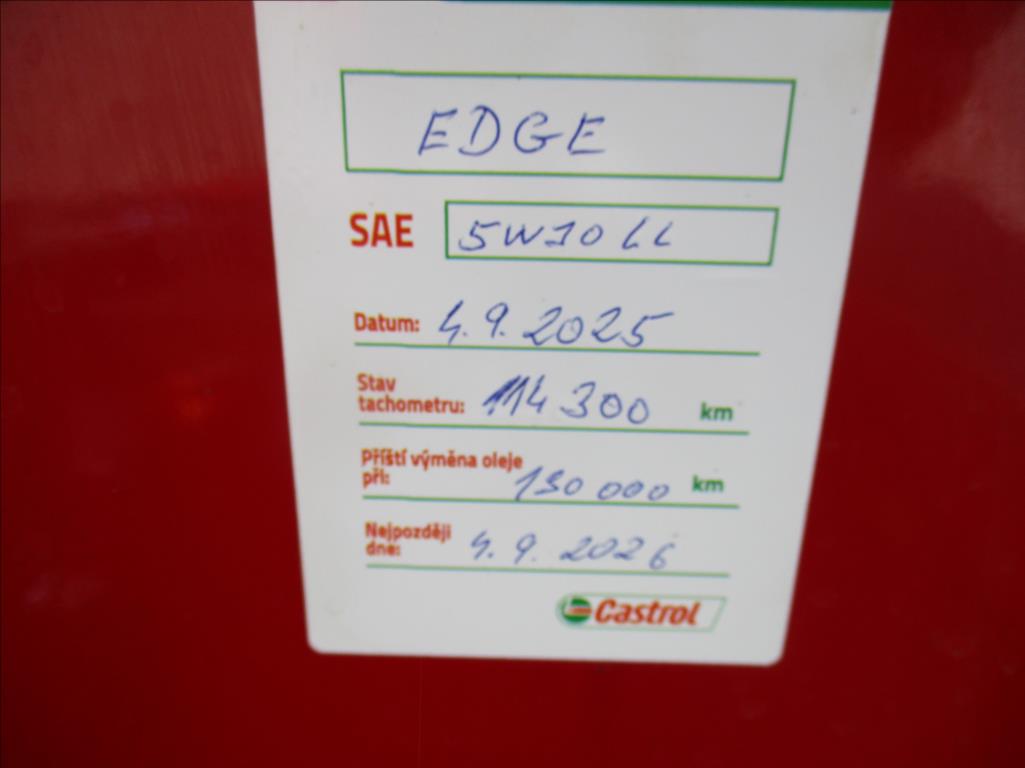 EDGE
SAE 5W30 LL
Datum: 4.9.2025
Stav
tachometru: 114 300 km
Příští výměna oleje
při: 130 000 km
Nejpozději
dne: 4.9.2026
Castrol